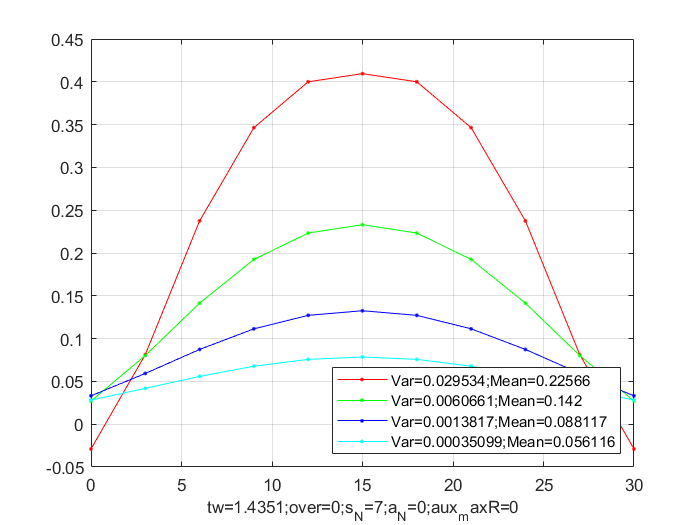 0.45
0.4
0.35
0.3
0.25
0.2
0.15
0.1
0.05
0
-0.05
Var=0.029534;Mean=0.22566
Var=0.0060661;Mean=0.142
Var=0.0013817;Mean=0.088117
Var=0.00035099;Mean=0.056116
0 5 10 15 20 25 30
tw=1.4351;over=0;s_N=7;a_N=0;aux_maxR=0